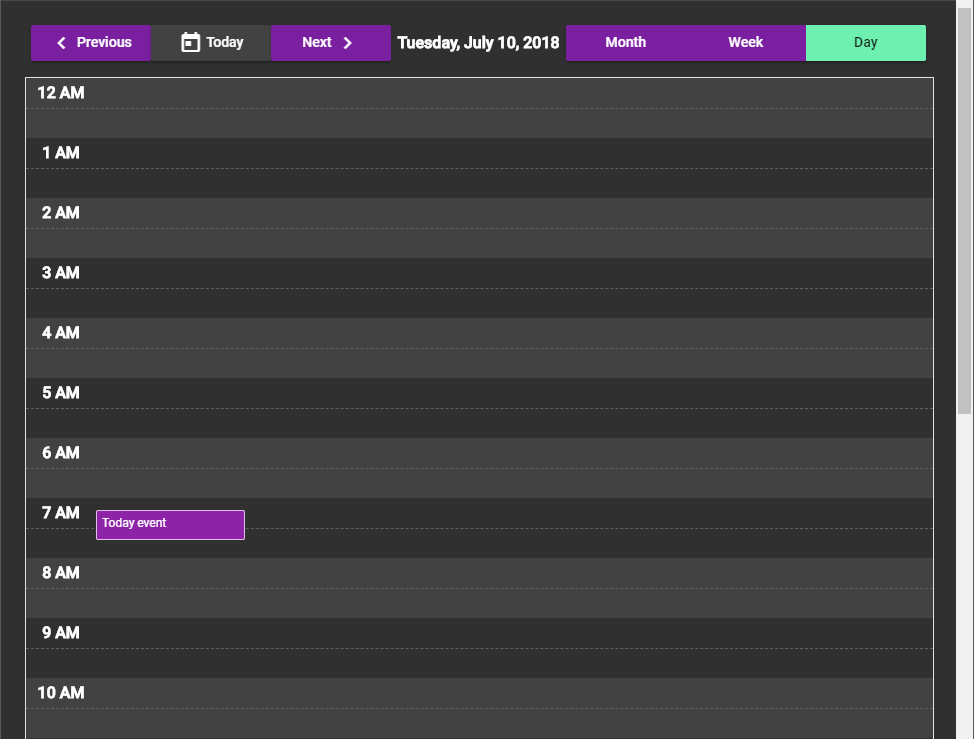 Previous Today Next Tuesday, July 10, 2018 Month Week Day
12 AM
1 AM
2 AM
3 AM
4 AM
5 AM
6 AM
7 AM
Today event
8 AM
9 AM
10 AM